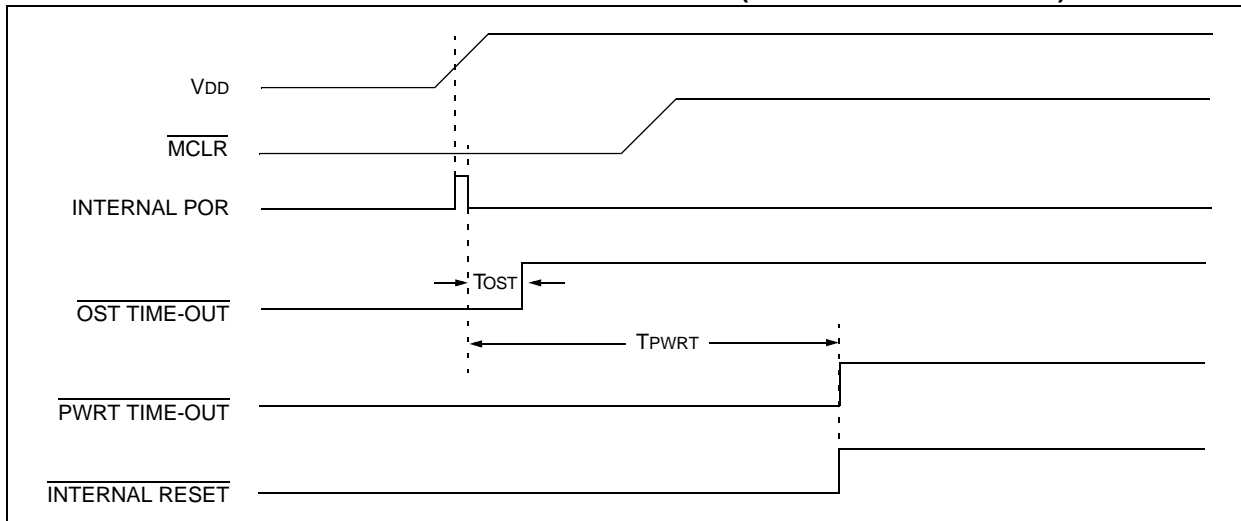 VDD
MCLR
INTERNAL POR
TOST
OST TIME-OUT
TPWRT
PWRT TIME-OUT
INTERNAL RESET